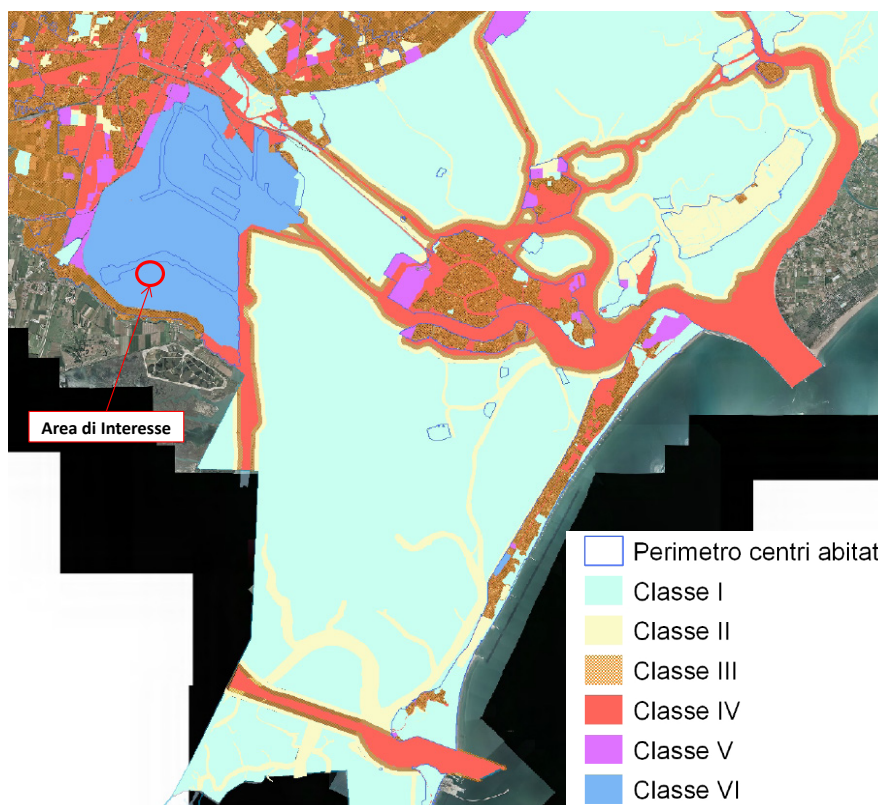 Area di Interesse
Perimetro centri abitat
Classe I
Classe II
Classe III
Classe IV
Classe V
Classe VI